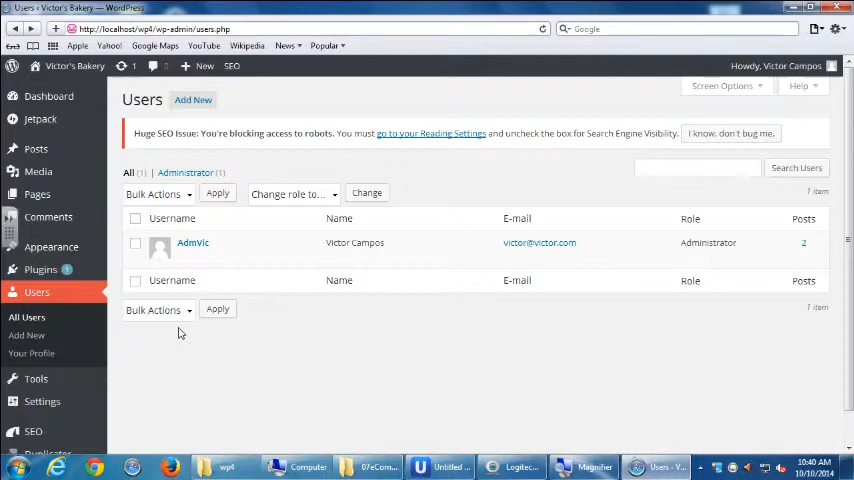 Users ‹ Victor's Bakery — WordPress
http://localhost/wp4/wp-admin/users.php
Google
Apple Yahoo! Google Maps YouTube Wikipedia News Popular
Victor's Bakery 1 New SEO Howdy, Victor Campos
Dashboard
Jetpack
Posts
Media
Pages
Comments
Appearance
Plugins 1
Users
All Users
Add New
Your Profile
Tools
Settings
SEO
Duplicator
Screen Options Help
Users Add New
Huge SEO Issue: You're blocking access to robots. You must go to your Reading Settings and uncheck the box for Search Engine Visibility. I know, don't bug me.
All (1) | Administrator (1)
Search Users
Bulk Actions Apply Change role to... Change
1 item
Username Name E-mail Role Posts
AdmVic Victor Campos victor@victor.com Administrator 2
Username Name E-mail Role Posts
Bulk Actions Apply
1 item
wp4 Computer 07eCom... Untitled ... Logitec... Magnifier Users ‹ V...
10:40 AM
10/10/2014